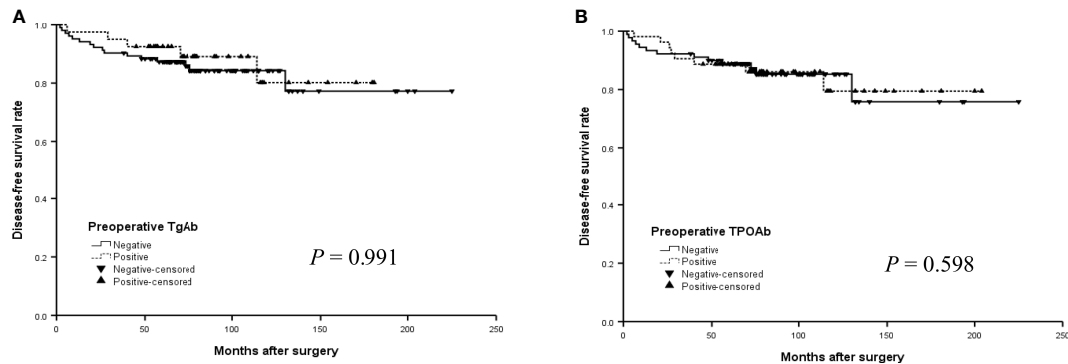 A
Disease-free survival rate
1.0
0.8
0.6
0.4
0.2
0.0
Preoperative TgAb
Negative
Positive
Negative-censored
Positive-censored
P = 0.991
0
50
100
150
200
250
Months after surgery
B
Disease-free survival rate
1.0
0.8
0.6
0.4
0.2
0.0
Preoperative TPOAb
Negative
Positive
Negative-censored
Positive-censored
P = 0.598
0
50
100
150
200
250
Months after surgery